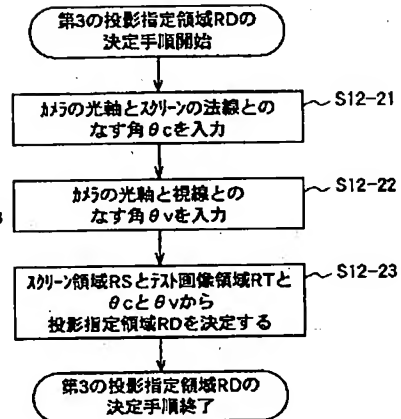 第3の投影指定領域RDの
決定手順開始
カメラの光軸とスクリーンの法線との
なす角θcを入力
S12-21
カメラの光軸と視線との
なす角θvを入力
S12-22
スクリーン領域RSとテスト画像領域RTと
θcとθvから
投影指定領域RDを決定する
S12-23
第3の投影指定領域RDの
決定手順終了